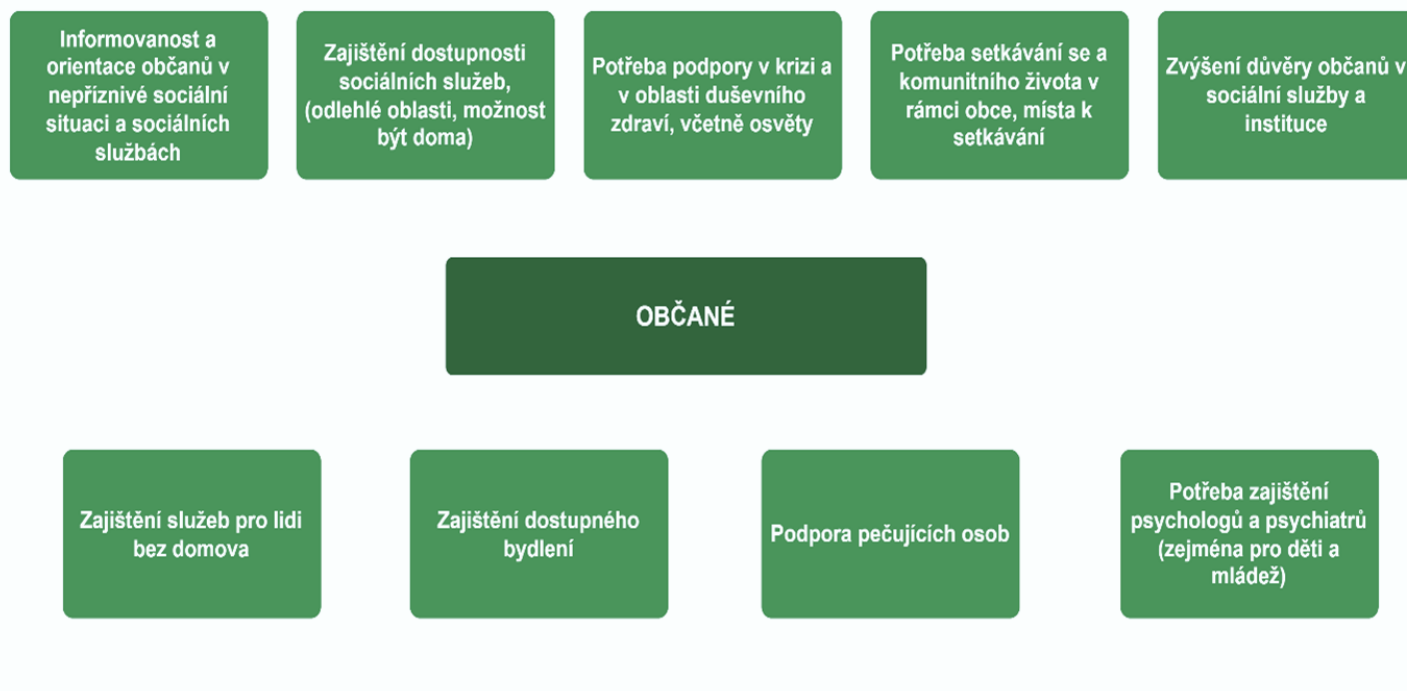 Informovanost a
orientace občanů v
nepříznivé sociální
situaci a sociálních
službách
Zajištění dostupnosti
sociálních služeb,
(odlehlé oblasti, možnost
být doma)
Potřeba podpory v krizi a
v oblasti duševního
zdraví, včetně osvěty
Potřeba setkávání se a
komunitního života v
rámci obce, místa k
setkávání
Zvýšení důvěry občanů v
sociální služby a
instituce
OBČANÉ
Zajištění služeb pro lidi
bez domova
Zajištění dostupného
bydlení
Podpora pečujících osob
Potřeba zajištění
psychologů a psychiatrů
(zejména pro děti a
mládež)